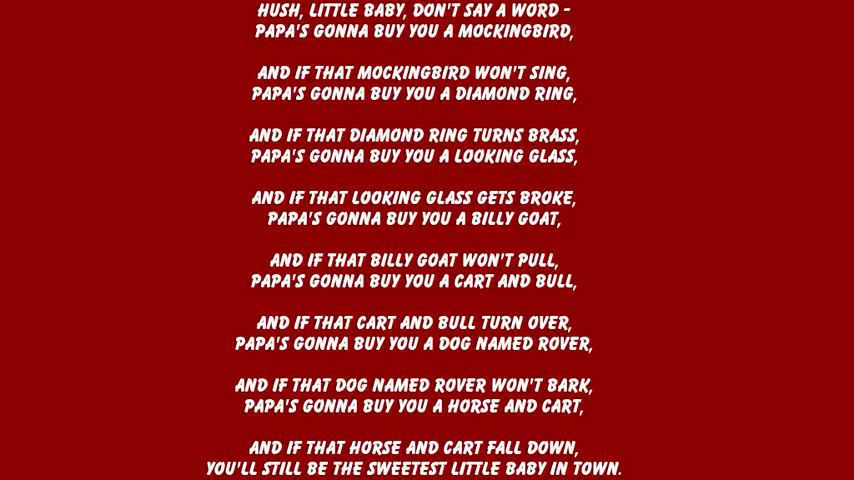 HUSH, LITTLE BABY, DON'T SAY A WORD -
PAPA'S GONNA BUY YOU A MOCKINGBIRD,
AND IF THAT MOCKINGBIRD WON'T SING,
PAPA'S GONNA BUY YOU A DIAMOND RING,
AND IF THAT DIAMOND RING TURNS BRASS,
PAPA'S GONNA BUY YOU A LOOKING GLASS,
AND IF THAT LOOKING GLASS GETS BROKE,
PAPA'S GONNA BUY YOU A BILLY GOAT,
AND IF THAT BILLY GOAT WON'T PULL,
PAPA'S GONNA BUY YOU A CART AND BULL,
AND IF THAT CART AND BULL TURN OVER,
PAPA'S GONNA BUY YOU A DOG NAMED ROVER,
AND IF THAT DOG NAMED ROVER WON'T BARK,
PAPA'S GONNA BUY YOU A HORSE AND CART,
AND IF THAT HORSE AND CART FALL DOWN,
YOU'LL STILL BE THE SWEETEST LITTLE BABY IN TOWN.